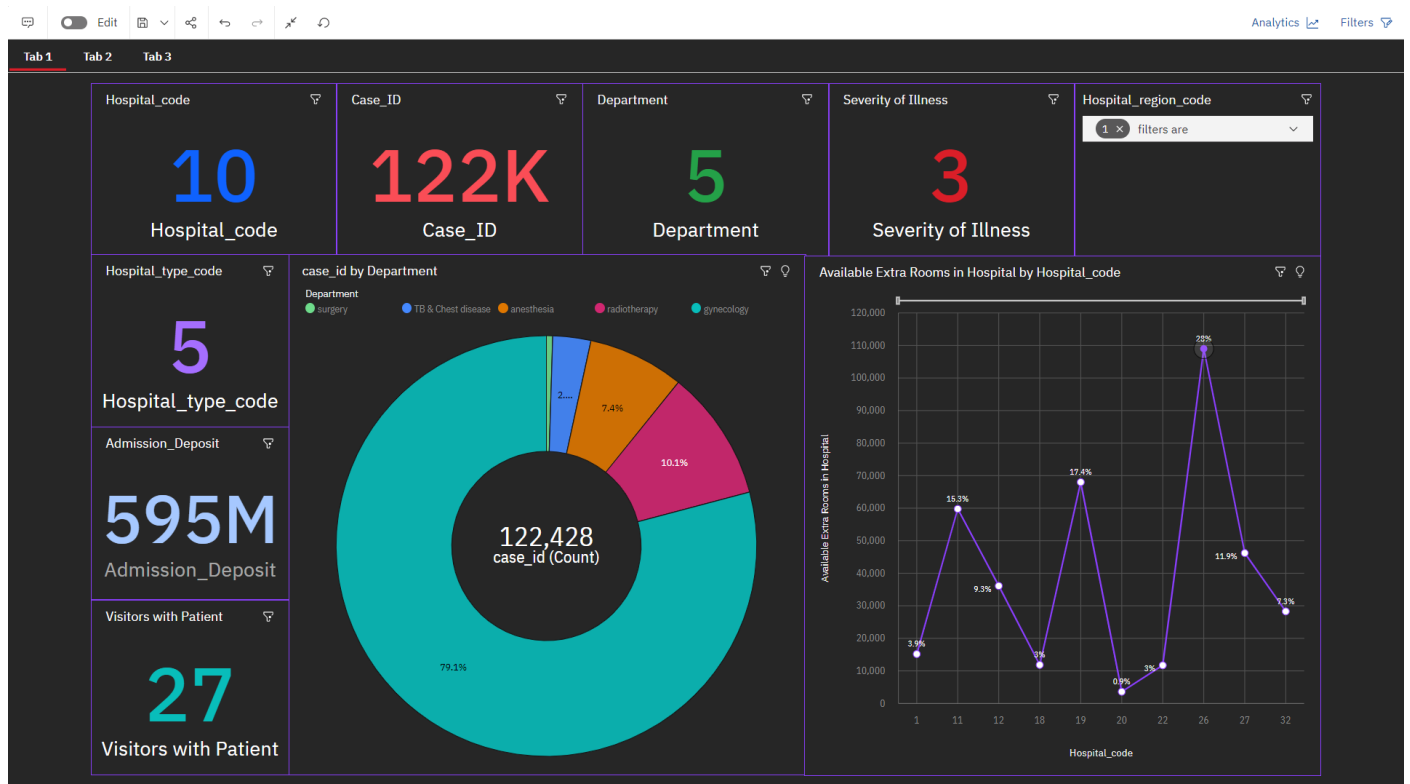 Edit
Analytics
Filters
Tab 1 Tab 2 Tab 3
Hospital_code
10
Hospital_code
Case_ID
122K
Case_ID
Department
5
Department
Severity of Illness
3
Severity of Illness
Hospital_region_code
1 × filters are
Hospital_type_code
5
Hospital_type_code
Admission_Deposit
595M
Admission_Deposit
Visitors with Patient
27
Visitors with Patient
case_id by Department
Department
surgery TB & Chest disease anesthesia radiotherapy gynecology
2....
7.4%
10.1%
79.1%
122,428
case_id (Count)
Available Extra Rooms in Hospital by Hospital_code
Available Extra Rooms in Hospital
120,000
110,000
100,000
90,000
80,000
70,000
60,000
50,000
40,000
30,000
20,000
10,000
0
3.9%
15.3%
9.3%
3%
17.4%
0.9%
3%
28%
11.9%
7.3%
1 11 12 18 19 20 22 26 27 32
Hospital_code